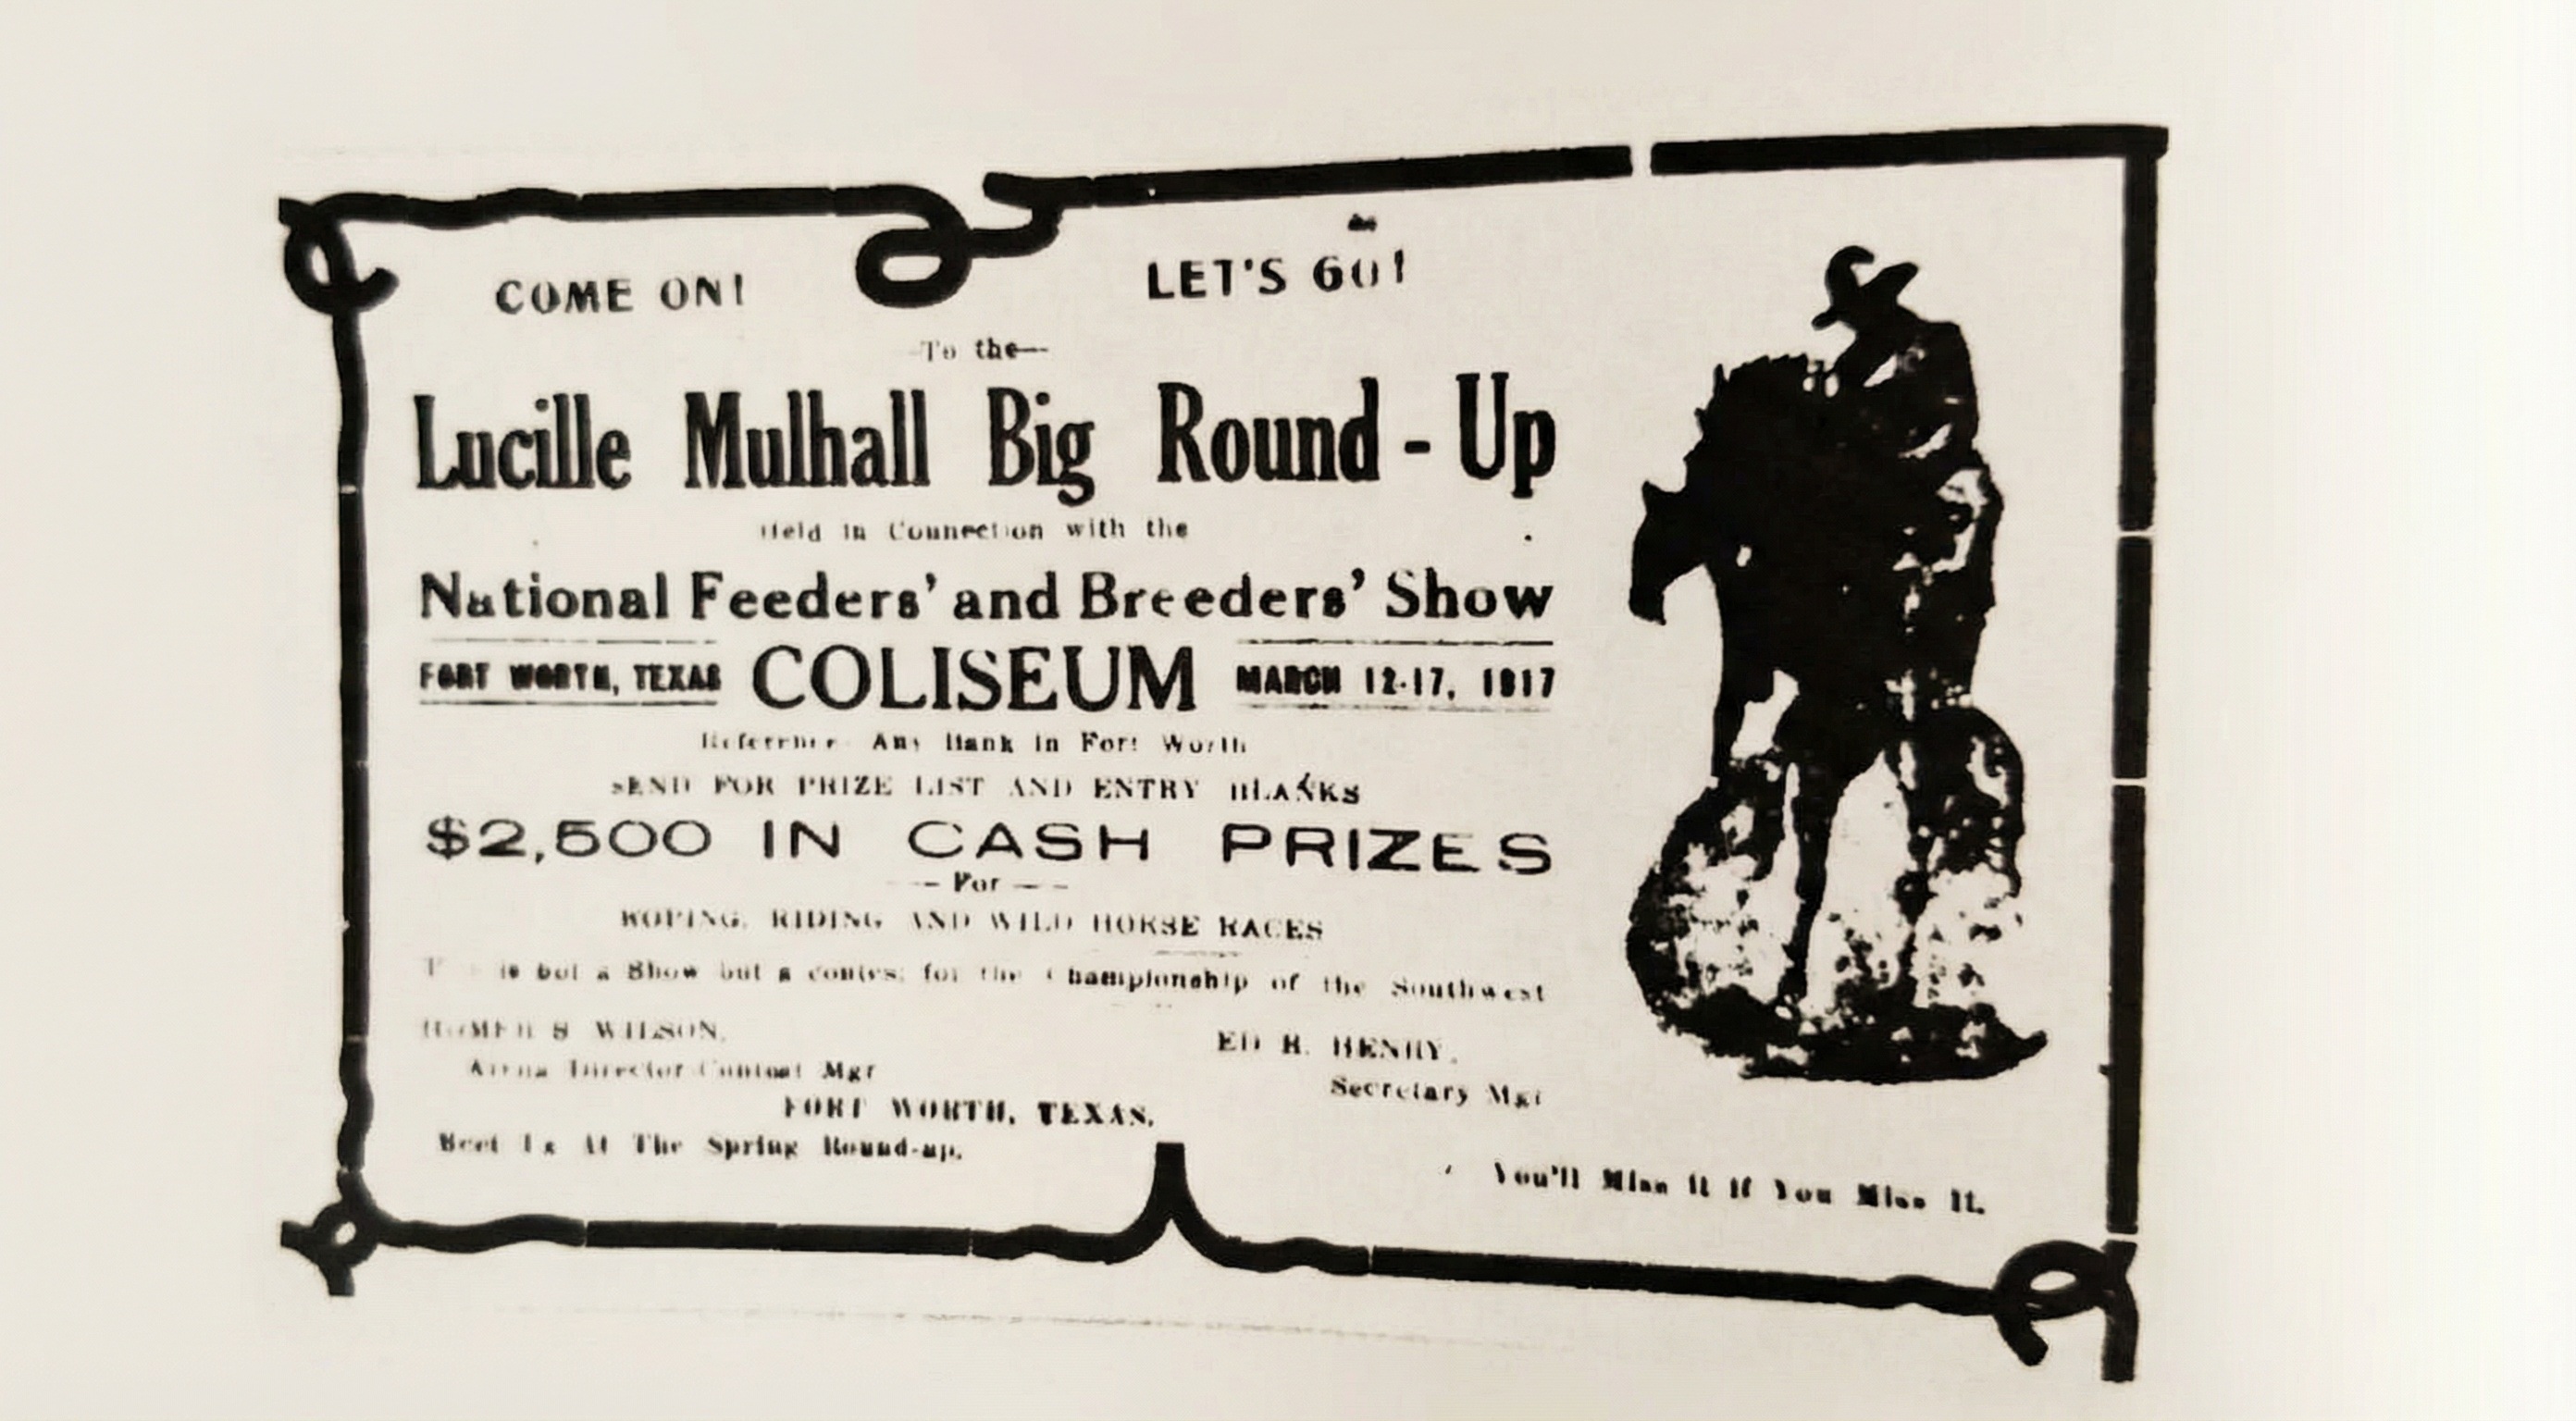 COME ON!
LET'S GO!
To the—
Lucille Mulhall Big Round - Up
Held in Connection with the
National Feeders' and Breeders' Show
FORT WORTH, TEXAS COLISEUM MARCH 12-17, 1917
Reference Any Bank in Fort Worth
SEND FOR PRIZE LIST AND ENTRY BLANKS
$2,500 IN CASH PRIZES
— For — —
ROPING, RIDING AND WILD HORSE RACES
is a Show but a contest for the Championship of the Southwest
HOMER S WILSON,
Arena Director Contest Mgr
ED R. HENRY,
Secretary Mgr
FORT WORTH, TEXAS.
At The Spring Round-up.
You'll Miss It If You Miss It.